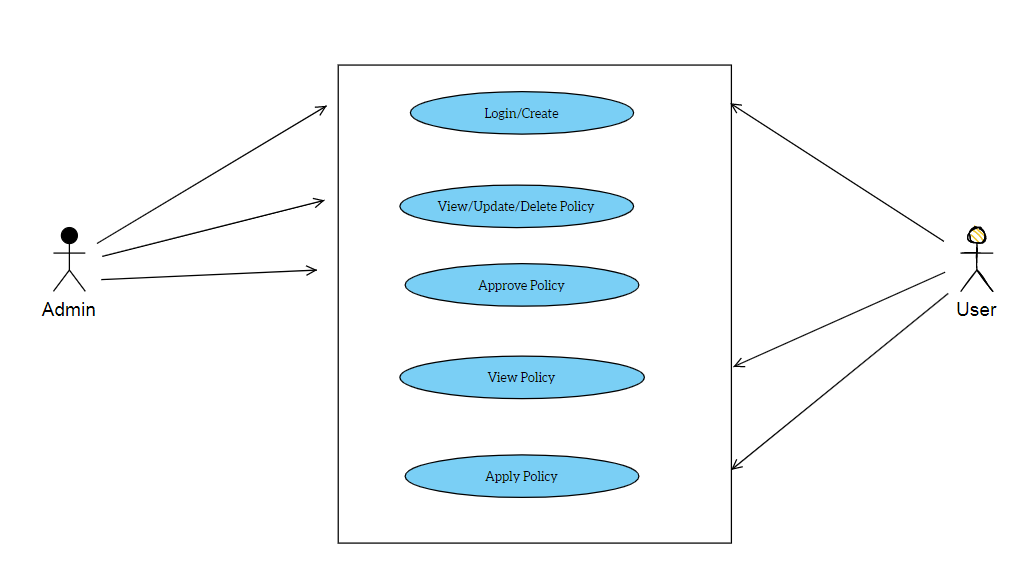 Login/Create
View/Update/Delete Policy
Approve Policy
Admin
User
View Policy
Apply Policy